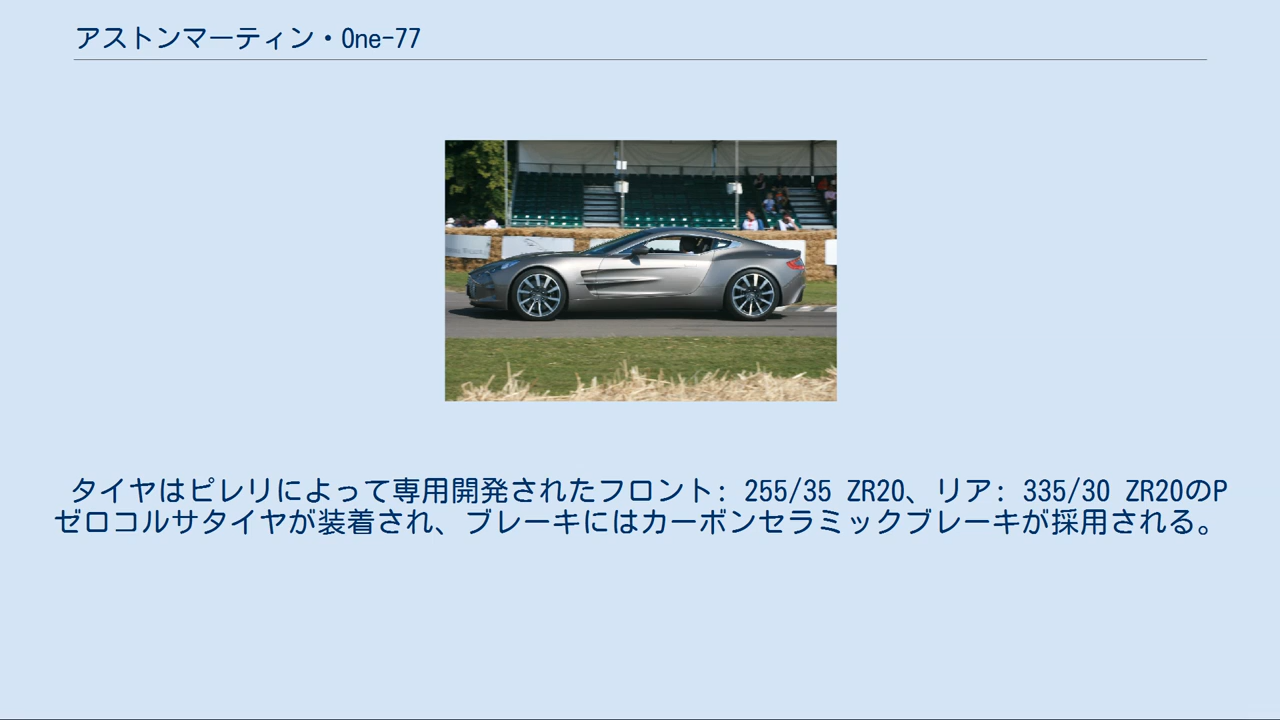 アストンマーティン・One-77
タイヤはピレリによって専用開発されたフロント: 255/35 ZR20、リア: 335/30 ZR20のP
ゼロコルサタイヤが装着され、ブレーキにはカーボンセラミックブレーキが採用される。